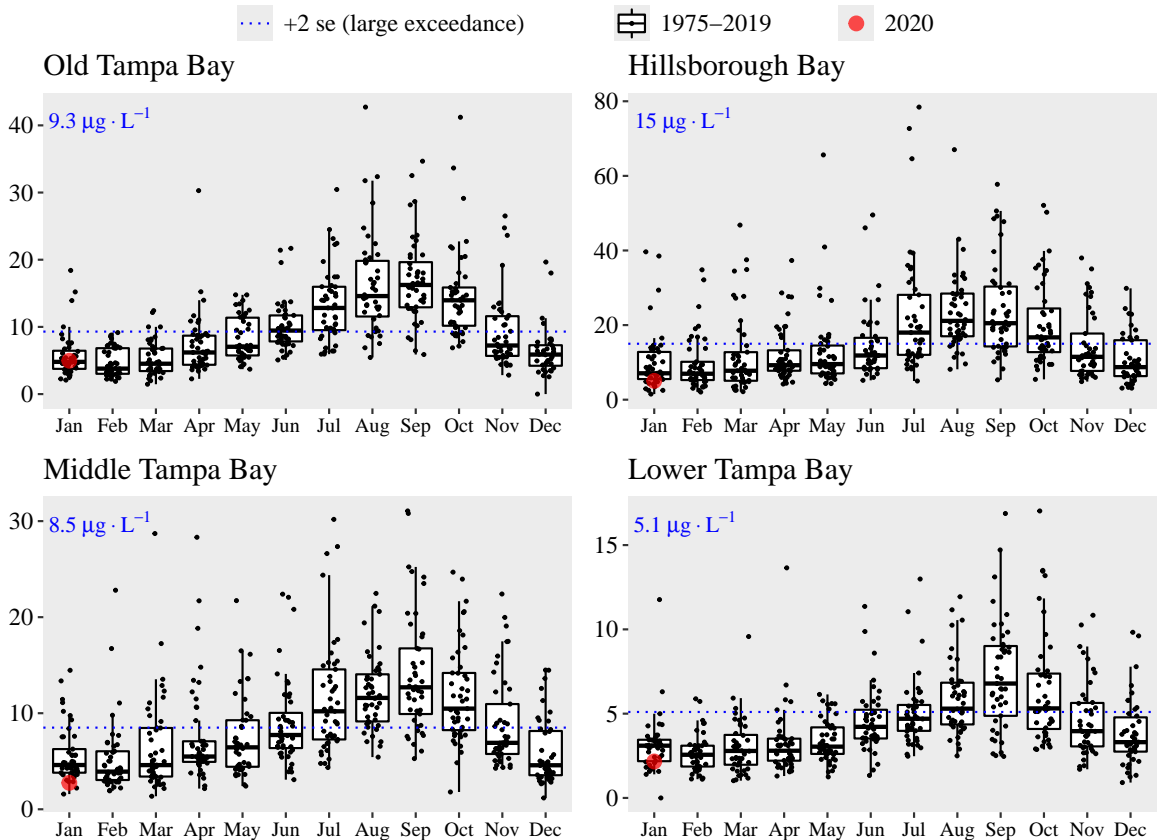 +2 se (large exceedance) 1975–2019 2020
Old Tampa Bay
9.3 μg · L⁻¹
40
30
20
10
0
Jan Feb Mar Apr May Jun Jul Aug Sep Oct Nov Dec
Hillsborough Bay
15 μg · L⁻¹
80
60
40
20
0
Jan Feb Mar Apr May Jun Jul Aug Sep Oct Nov Dec
Middle Tampa Bay
8.5 μg · L⁻¹
30
20
10
0
Jan Feb Mar Apr May Jun Jul Aug Sep Oct Nov Dec
Lower Tampa Bay
5.1 μg · L⁻¹
15
10
5
0
Jan Feb Mar Apr May Jun Jul Aug Sep Oct Nov Dec